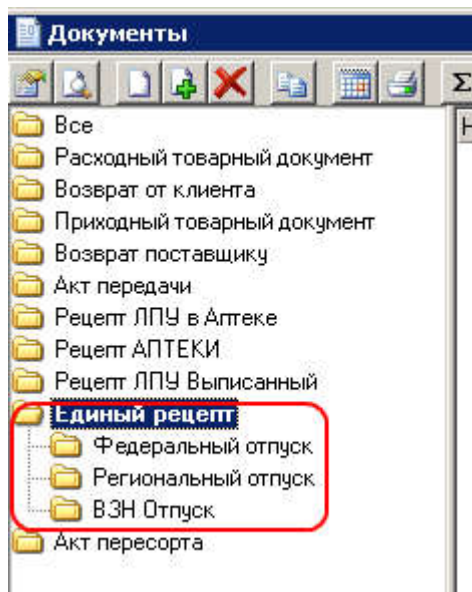 Документы
Σ
Все
Н
Расходный товарный документ
Возврат от клиента
Приходный товарный документ
Возврат поставщику
Акт передачи
Рецепт ЛПУ в Аптеке
Рецепт АПТЕКИ
Рецепт ЛПУ Выписанный
Единый рецепт
Федеральный отпуск
Региональный отпуск
ВЗН Отпуск
Акт пересорта